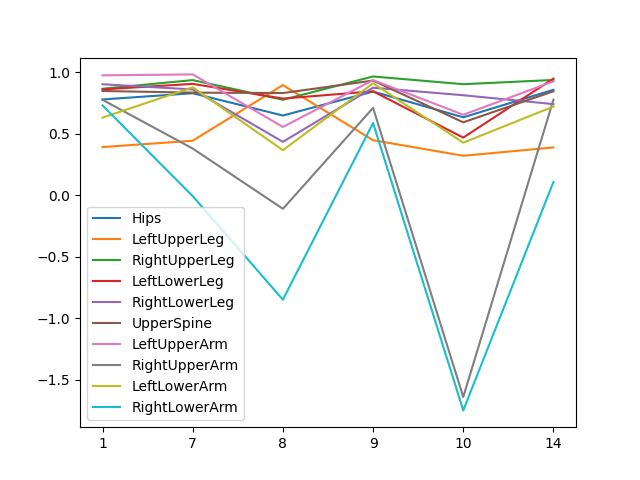 1.0
0.5
0.0
−0.5
−1.0
−1.5
Hips
LeftUpperLeg
RightUpperLeg
LeftLowerLeg
RightLowerLeg
UpperSpine
LeftUpperArm
RightUpperArm
LeftLowerArm
RightLowerArm
1 7 8 9 10 14